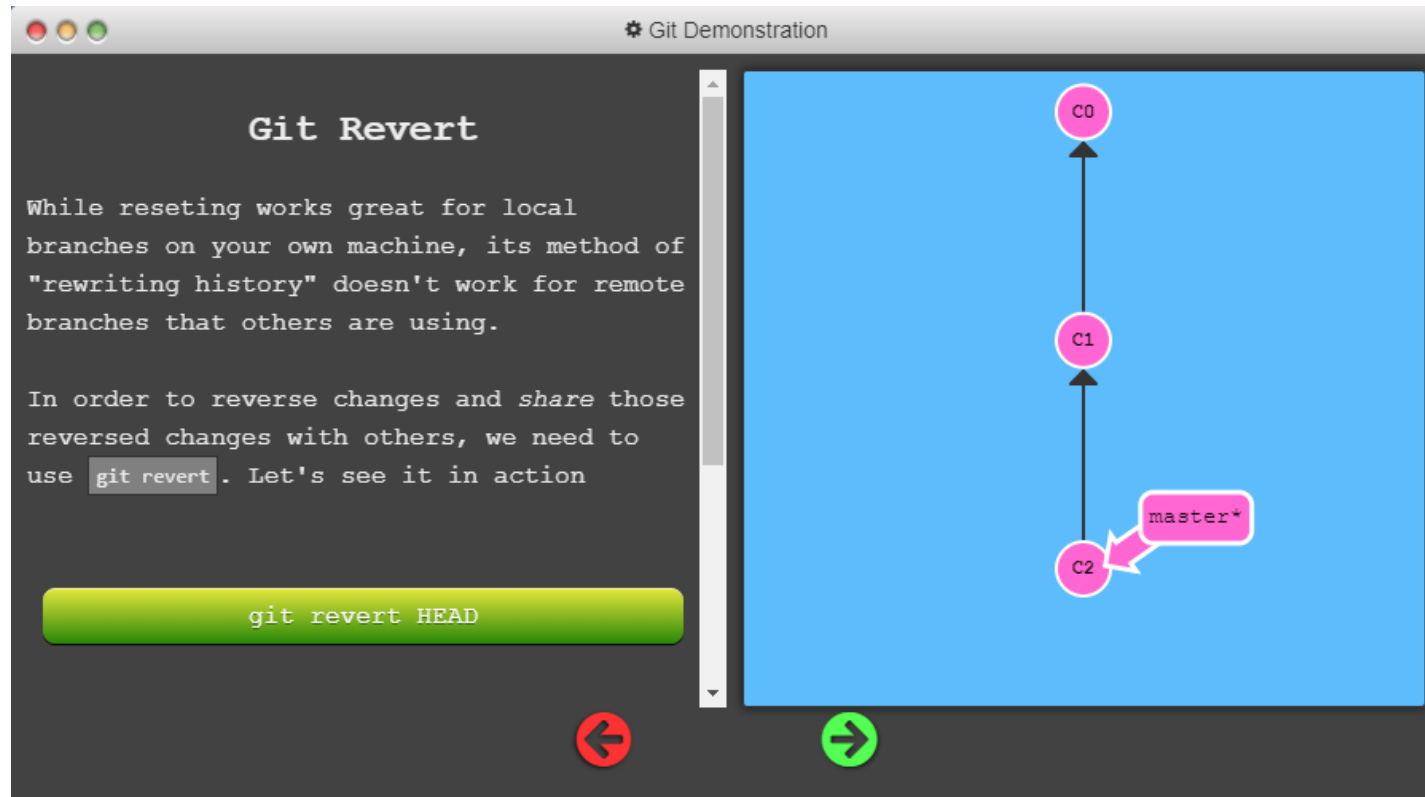 Git Demonstration
Git Revert
While reseting works great for local
branches on your own machine, its method of
"rewriting history" doesn't work for remote
branches that others are using.
In order to reverse changes and share those
reversed changes with others, we need to
use git revert. Let's see it in action
git revert HEAD
C0
C1
master*
C2